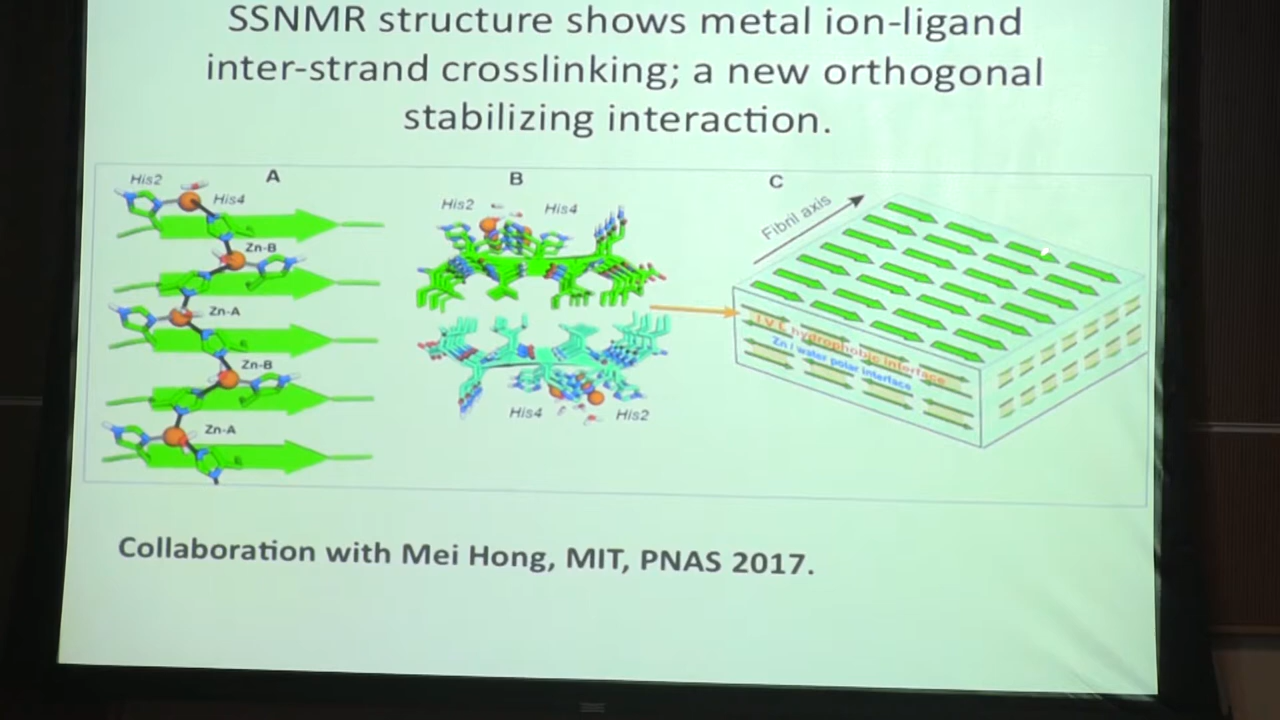 SSNMR structure shows metal ion-ligand
inter-strand crosslinking; a new orthogonal
stabilizing interaction.
A
B
C
His2
His4
Zn-B
Zn-A
Zn-B
Zn-A
His2
His4
His4
His2
Fibril axis
I V L hydrophobic interface
Zn / water polar interface
Collaboration with Mei Hong, MIT, PNAS 2017.